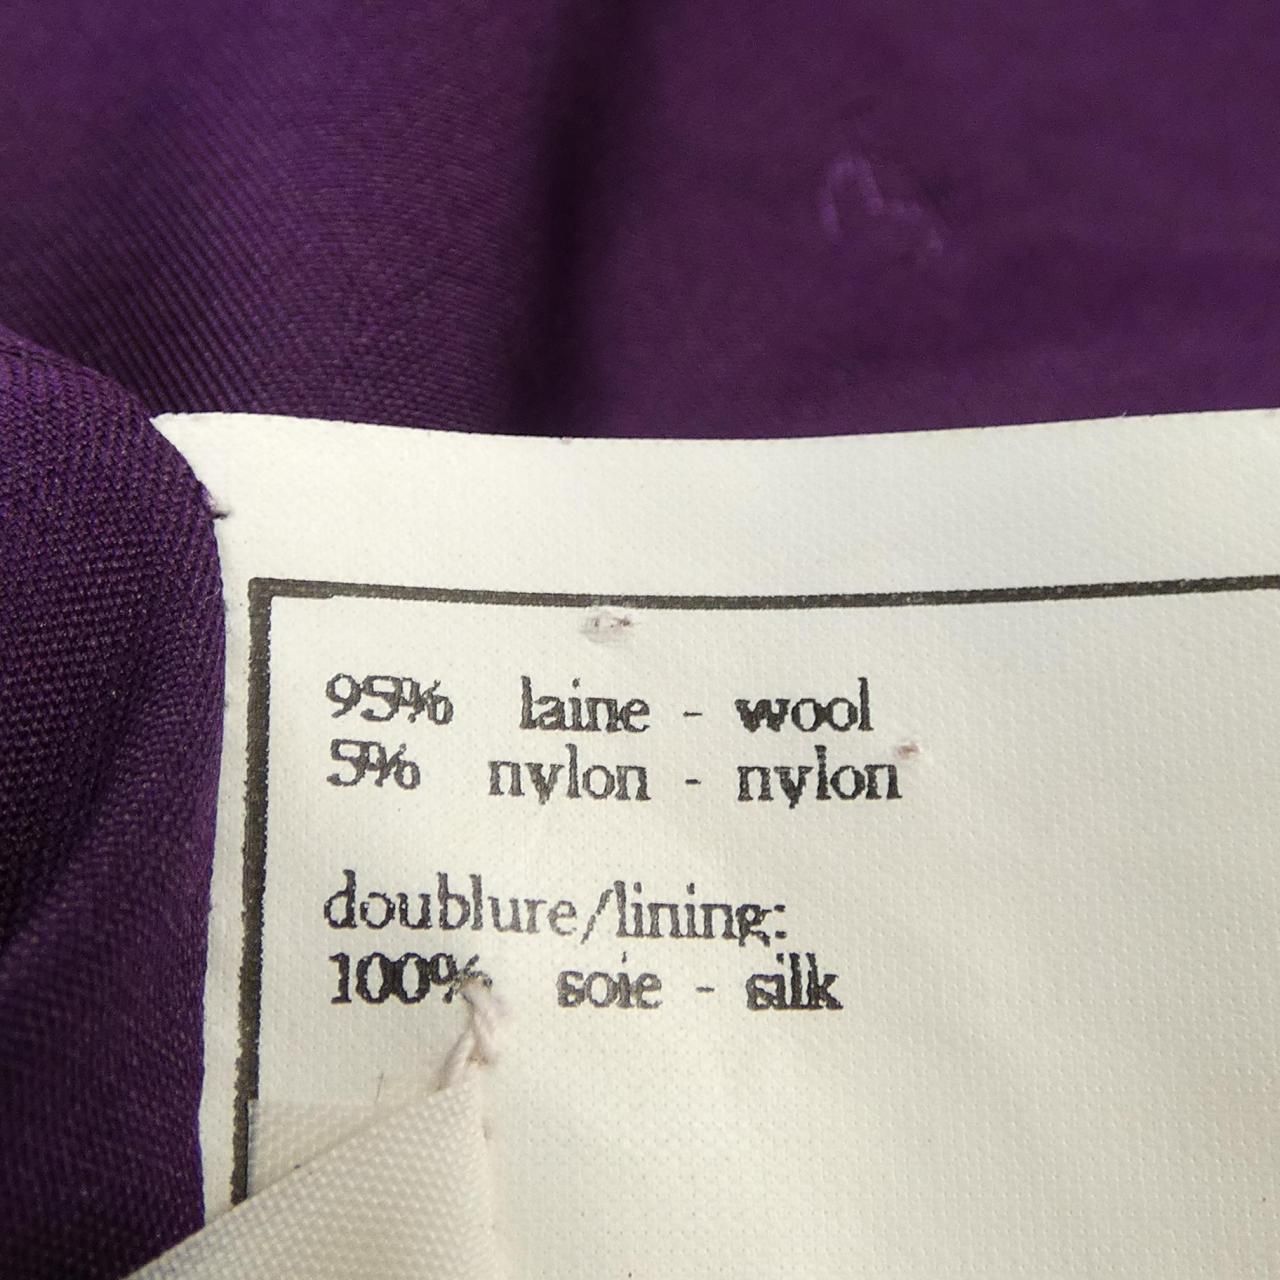 95% laine - wool
5% nylon - nylon
doublure/lining:
100% soie - silk